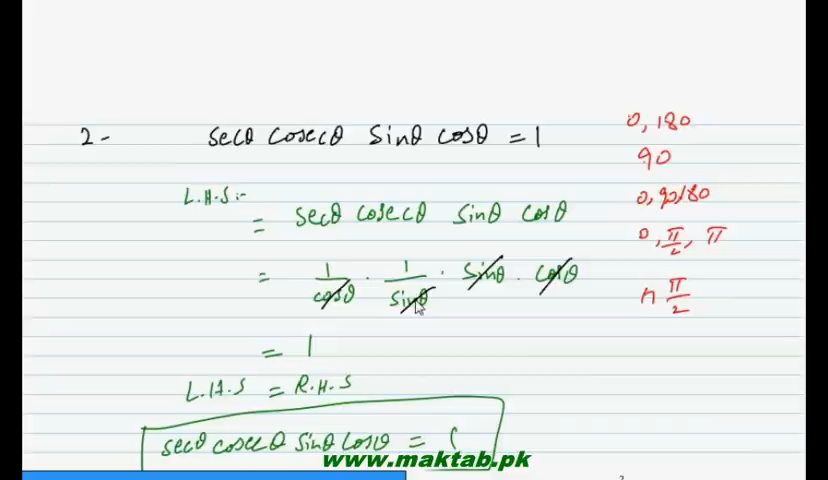 2- secθ cosecθ sinθ cosθ = 1
L.H.S:-
= secθ cosecθ sinθ cosθ
= 1/cosθ . 1/sinθ . sinθ . cosθ
= 1
L.H.S = R.H.S
secθ cosecθ sinθ cosθ = 1
0, 180
90
0, 90, 180
0, π/2, π
n π/2
www.maktab.pk